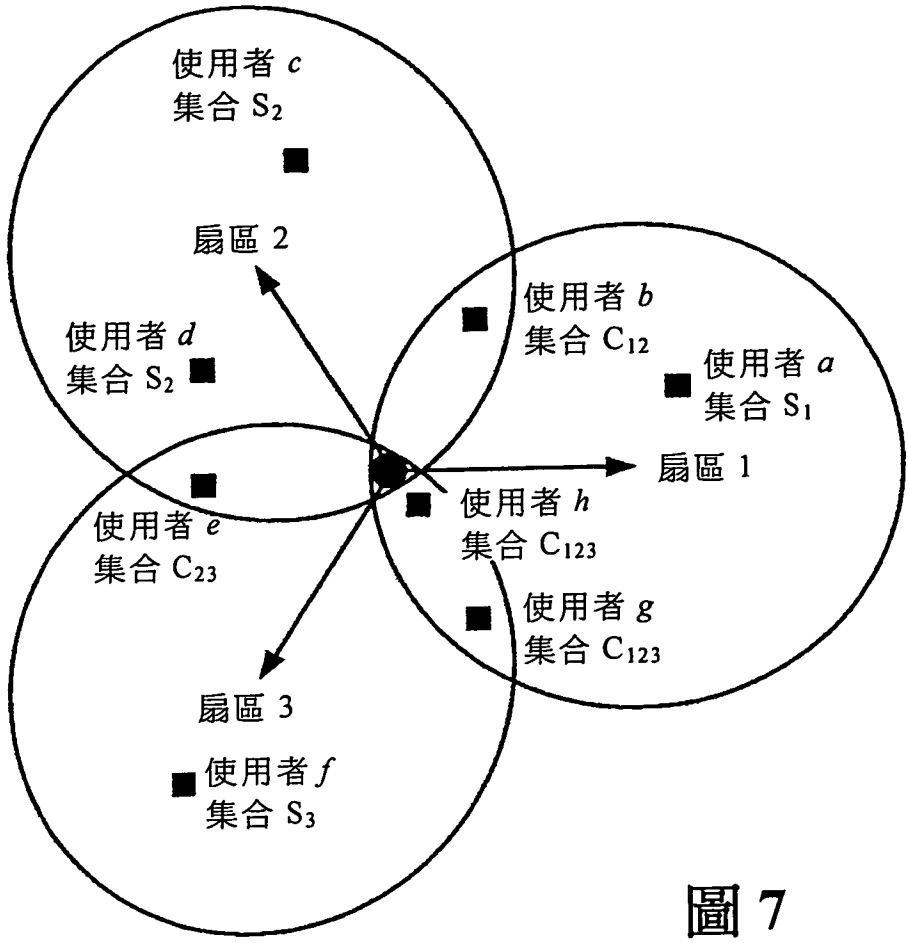 使用者 c
集合 S₂
扇區 2
使用者 b
集合 C₁₂
使用者 d
集合 S₂
使用者 a
集合 S₁
扇區 1
使用者 e
集合 C₂₃
使用者 h
集合 C₁₂₃
使用者 g
集合 C₁₂₃
扇區 3
使用者 f
集合 S₃
圖 7